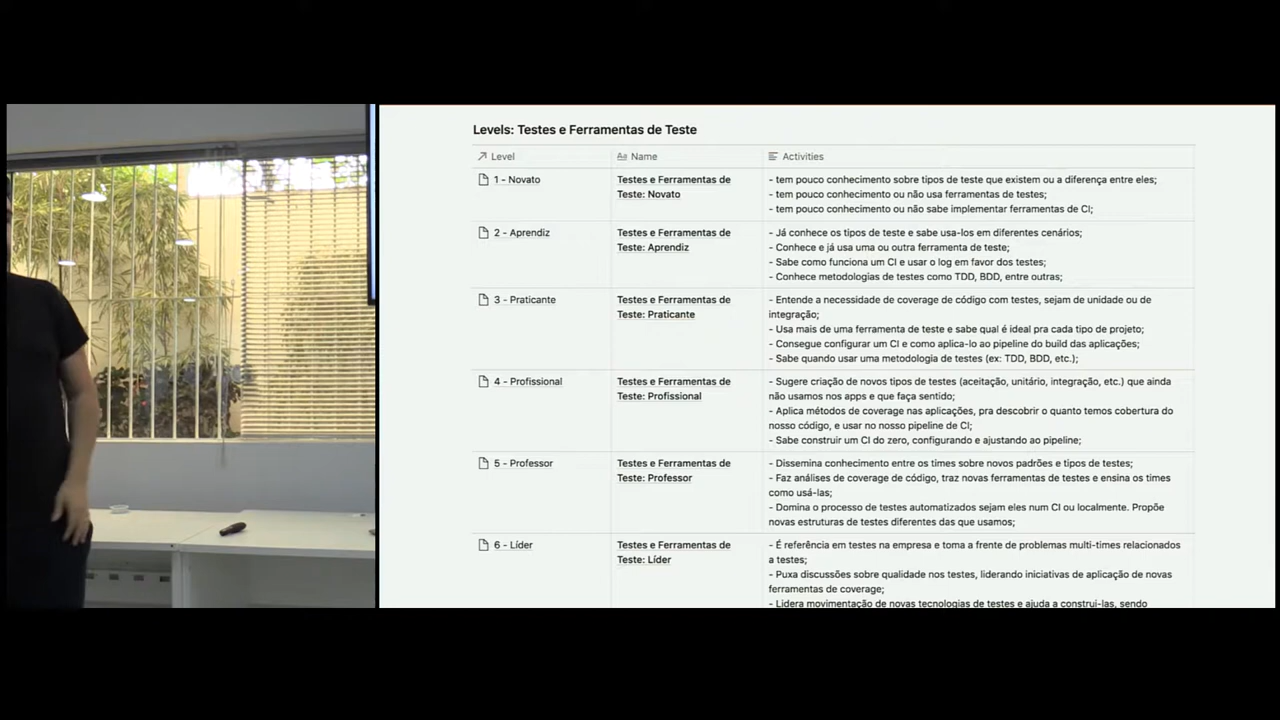 Levels: Testes e Ferramentas de Teste
Level
Aa Name
Activities
1 - Novato
Testes e Ferramentas de
Teste: Novato
- tem pouco conhecimento sobre tipos de teste que existem ou a diferença entre eles;
- tem pouco conhecimento ou não usa ferramentas de testes;
- tem pouco conhecimento ou não sabe implementar ferramentas de CI;
2 - Aprendiz
Testes e Ferramentas de
Teste: Aprendiz
- Já conhece os tipos de teste e sabe usa-los em diferentes cenários;
- Conhece e já usa uma ou outra ferramenta de teste;
- Sabe como funciona um CI e usar o log em favor dos testes;
- Conhece metodologias de testes como TDD, BDD, entre outras;
3 - Praticante
Testes e Ferramentas de
Teste: Praticante
- Entende a necessidade de coverage de código com testes, sejam de unidade ou de
integração;
- Usa mais de uma ferramenta de teste e sabe qual é ideal pra cada tipo de projeto;
- Consegue configurar um CI e como aplica-lo ao pipeline do build das aplicações;
- Sabe quando usar uma metodologia de testes (ex: TDD, BDD, etc.);
4 - Profissional
Testes e Ferramentas de
Teste: Profissional
- Sugere criação de novos tipos de testes (aceitação, unitário, integração, etc.) que ainda
não usamos nos apps e que faça sentido;
- Aplica métodos de coverage nas aplicações, pra descobrir o quanto temos cobertura do
nosso código, e usar no nosso pipeline de CI;
- Sabe construir um CI do zero, configurando e ajustando ao pipeline;
5 - Professor
Testes e Ferramentas de
Teste: Professor
- Dissemina conhecimento entre os times sobre novos padrões e tipos de testes;
- Faz análises de coverage de código, traz novas ferramentas de testes e ensina os times
como usá-las;
- Domina o processo de testes automatizados sejam eles num CI ou localmente. Propõe
novas estruturas de testes diferentes das que usamos;
6 - Líder
Testes e Ferramentas de
Teste: Líder
- É referência em testes na empresa e toma a frente de problemas multi-times relacionados
a testes;
- Puxa discussões sobre qualidade nos testes, liderando iniciativas de aplicação de novas
ferramentas de coverage;
- Lidera movimentação de novas tecnologias de testes e ajuda a construi-las, sendo